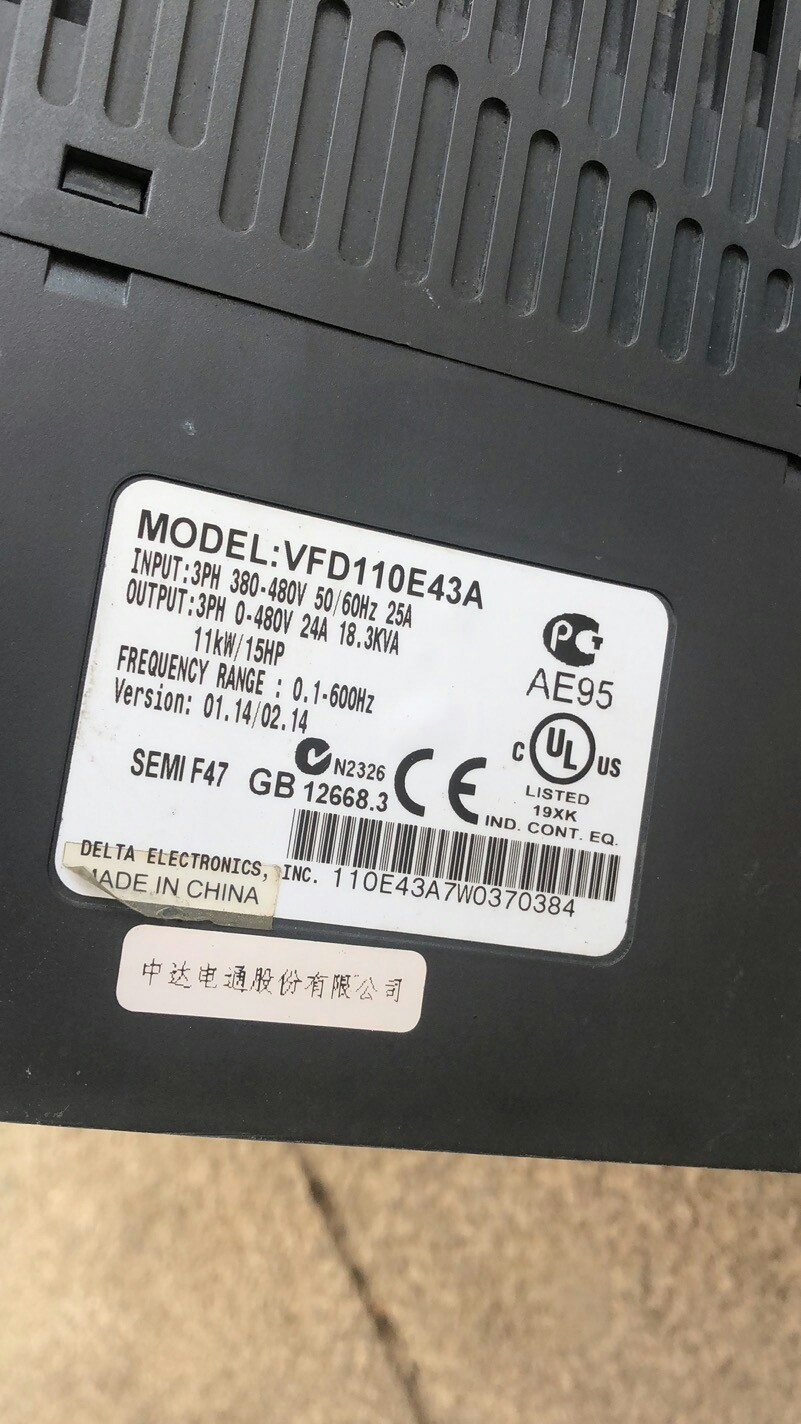 MODEL:VFD110E43A
INPUT:3PH 380-480V 50/60Hz 25A
OUTPUT:3PH 0-480V 24A 18.3KVA
11kW/15HP
FREQUENCY RANGE : 0.1-600Hz
Version: 01.14/02.14
PG
AE95
C UL US
LISTED
19XK
IND. CONT. EQ.
SEMI F47
GB 12668.3
N2326
CE
DELTA ELECTRONICS, INC.
MADE IN CHINA
110E43A7W0370384
中达电通股份有限公司